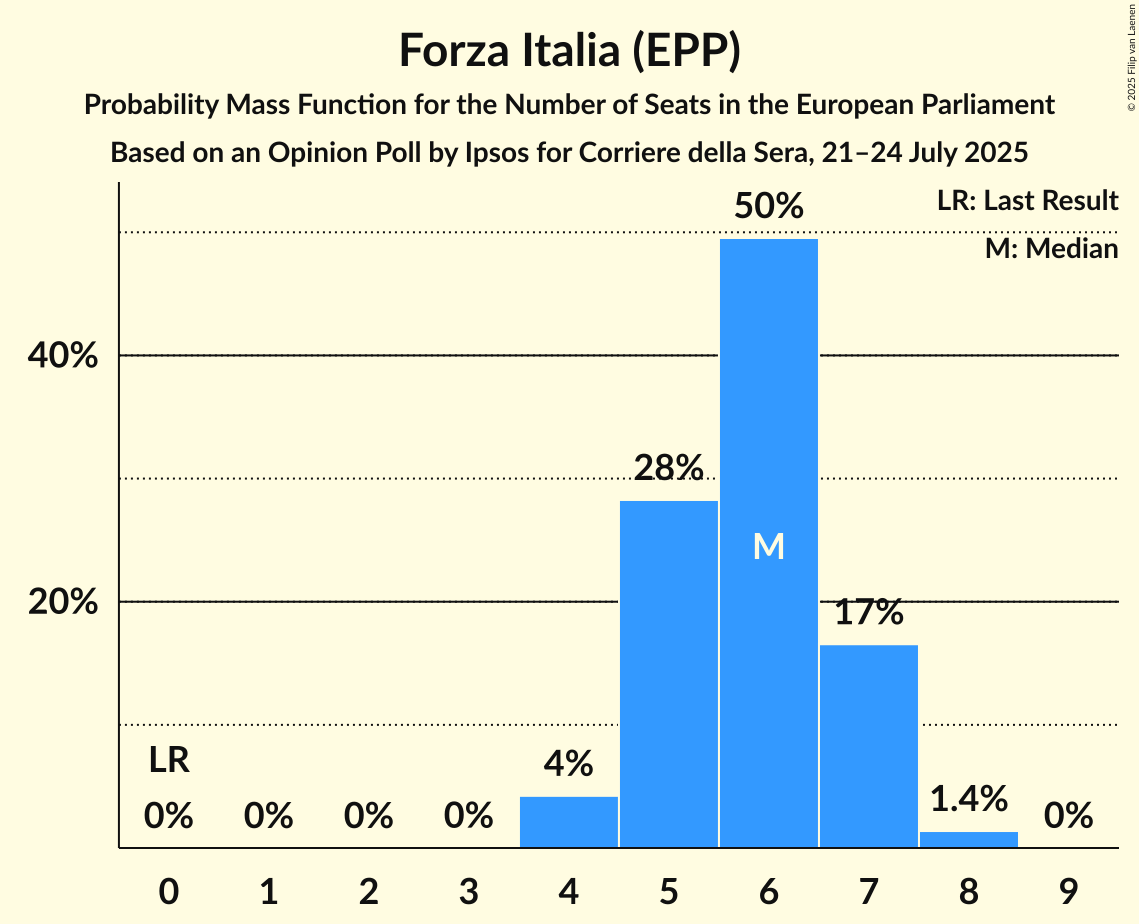 Forza Italia (EPP)
Probability Mass Function for the Number of Seats in the European Parliament
Based on an Opinion Poll by Ipsos for Corriere della Sera, 21–24 July 2025
© 2025 Filip van Laenen
LR: Last Result
M: Median
50%
40%
28%
M
20%
17%
LR
4%
1.4%
0% 0% 0% 0% 0%
0 1 2 3 4 5 6 7 8 9